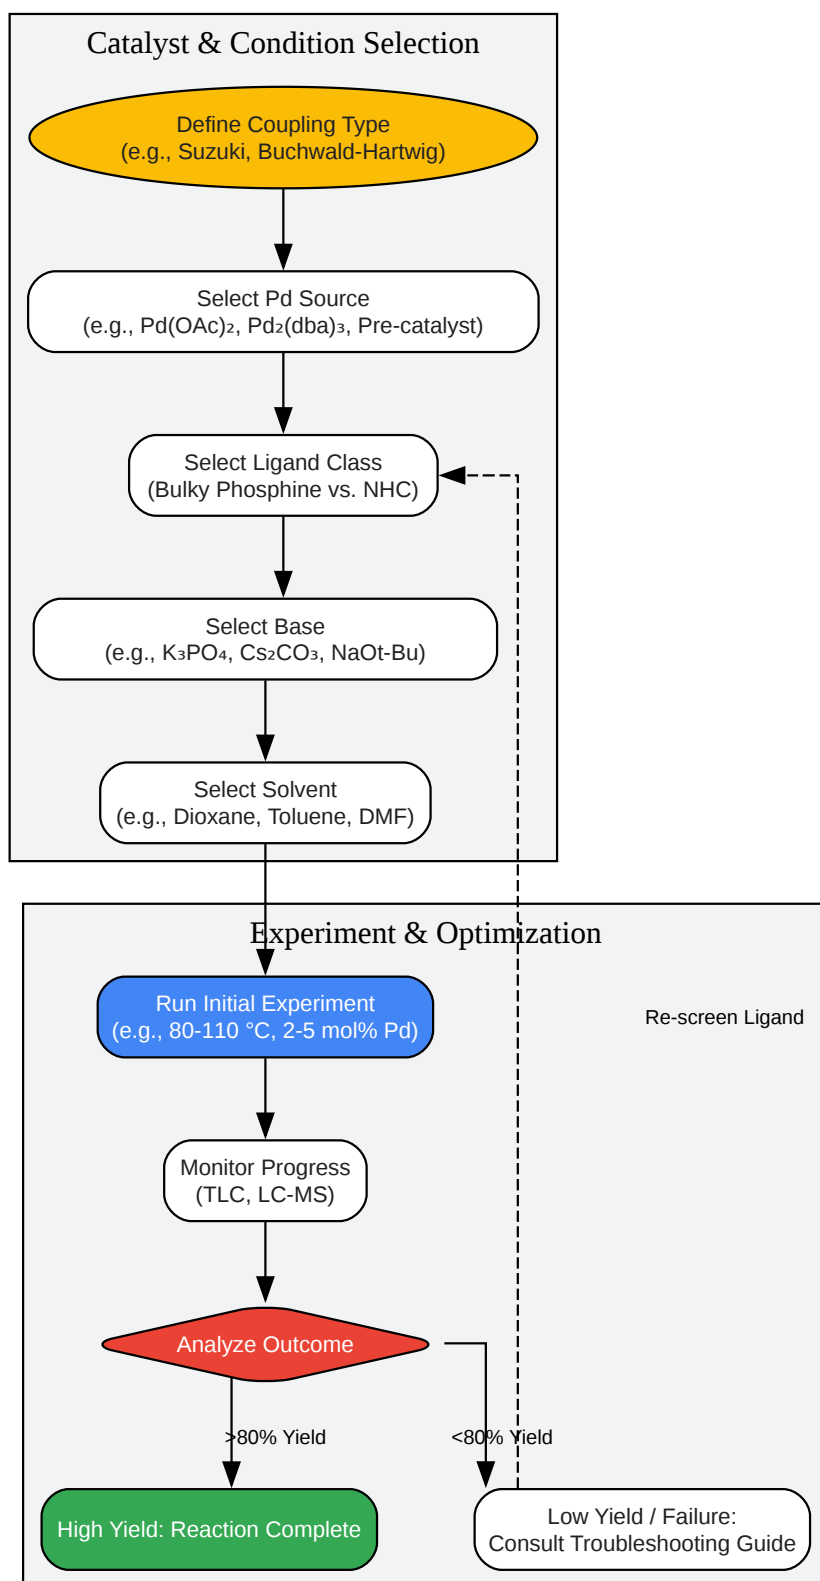 Catalyst & Condition Selection
Define Coupling Type
(e.g., Suzuki, Buchwald-Hartwig)
Select Pd Source
(e.g., Pd(OAc)₂, Pd₂(dba)₃, Pre-catalyst)
Select Ligand Class
(Bulky Phosphine vs. NHC)
Select Base
(e.g., K₃PO₄, Cs₂CO₃, NaOt-Bu)
Select Solvent
(e.g., Dioxane, Toluene, DMF)
Experiment & Optimization
Run Initial Experiment
(e.g., 80-110 °C, 2-5 mol% Pd)
Re-screen Ligand
Monitor Progress
(TLC, LC-MS)
Analyze Outcome
>80% Yield
<80% Yield
High Yield: Reaction Complete
Low Yield / Failure:
Consult Troubleshooting Guide